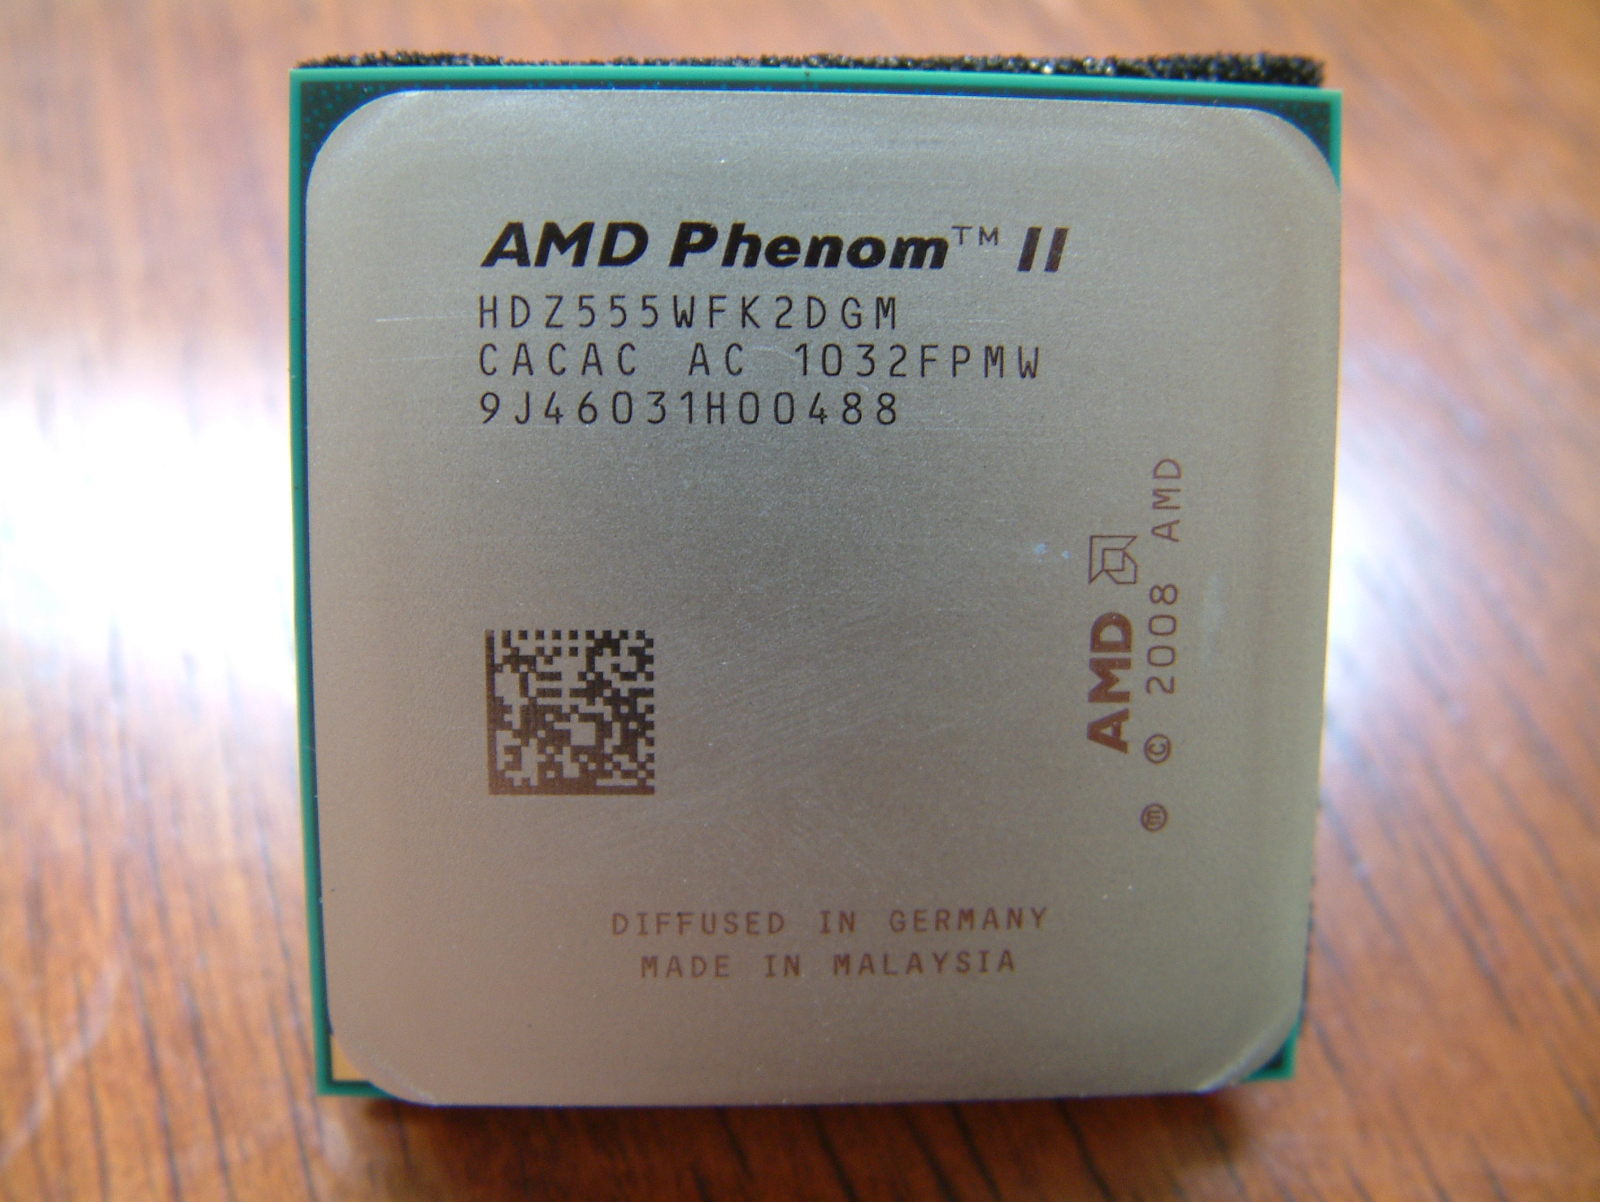 AMD Phenom™ II
HDZ555WFK2DGM
CACAC AC 1032FPMW
9J46031H00488
AMD
ⓜ © 2008 AMD
DIFFUSED IN GERMANY
MADE IN MALAYSIA